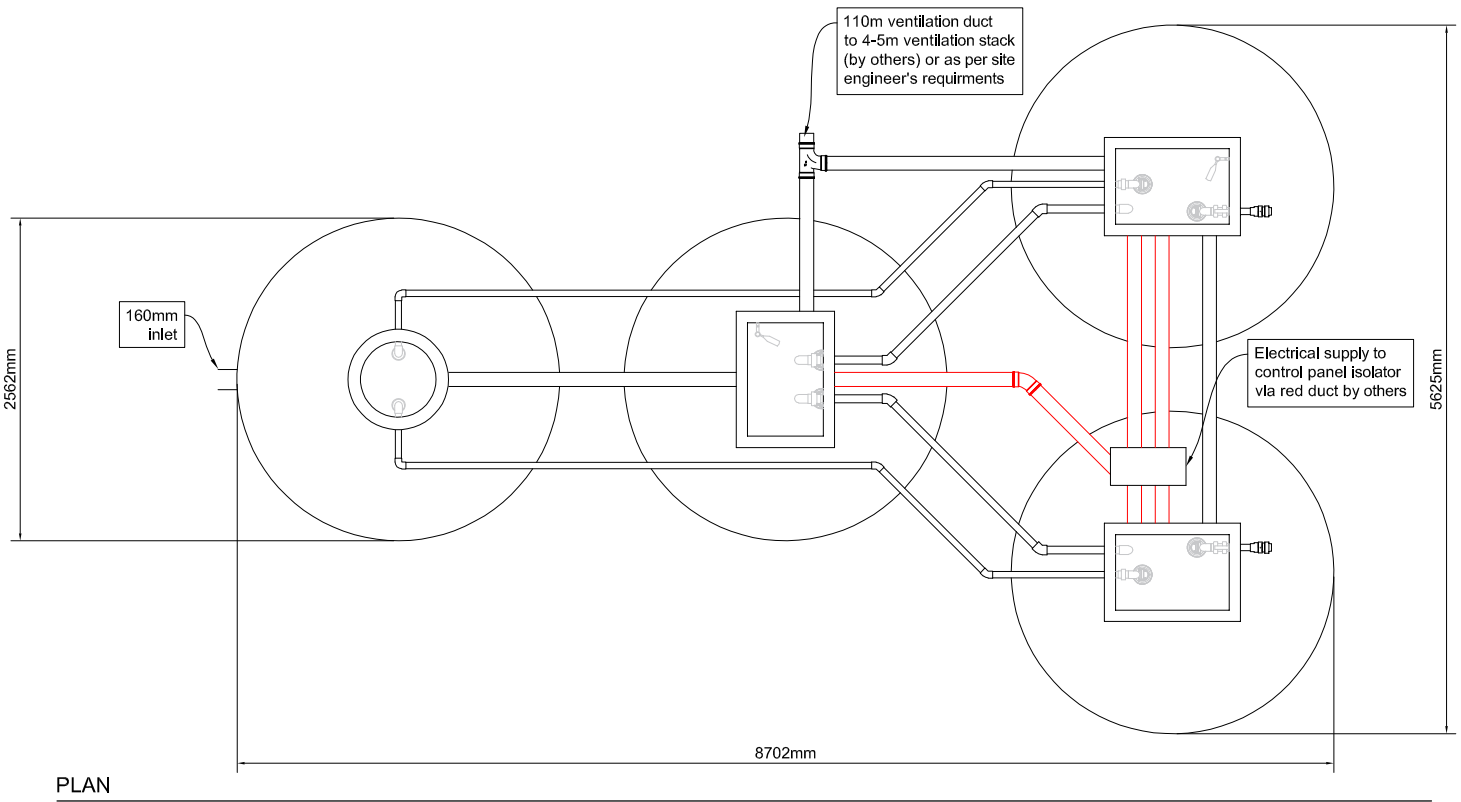 110m ventilation duct
to 4-5m ventilation stack
(by others) or as per site
engineer's requirments
160mm
inlet
2562mm
Electrical supply to
control panel isolator
via red duct by others
5625mm
8702mm
PLAN